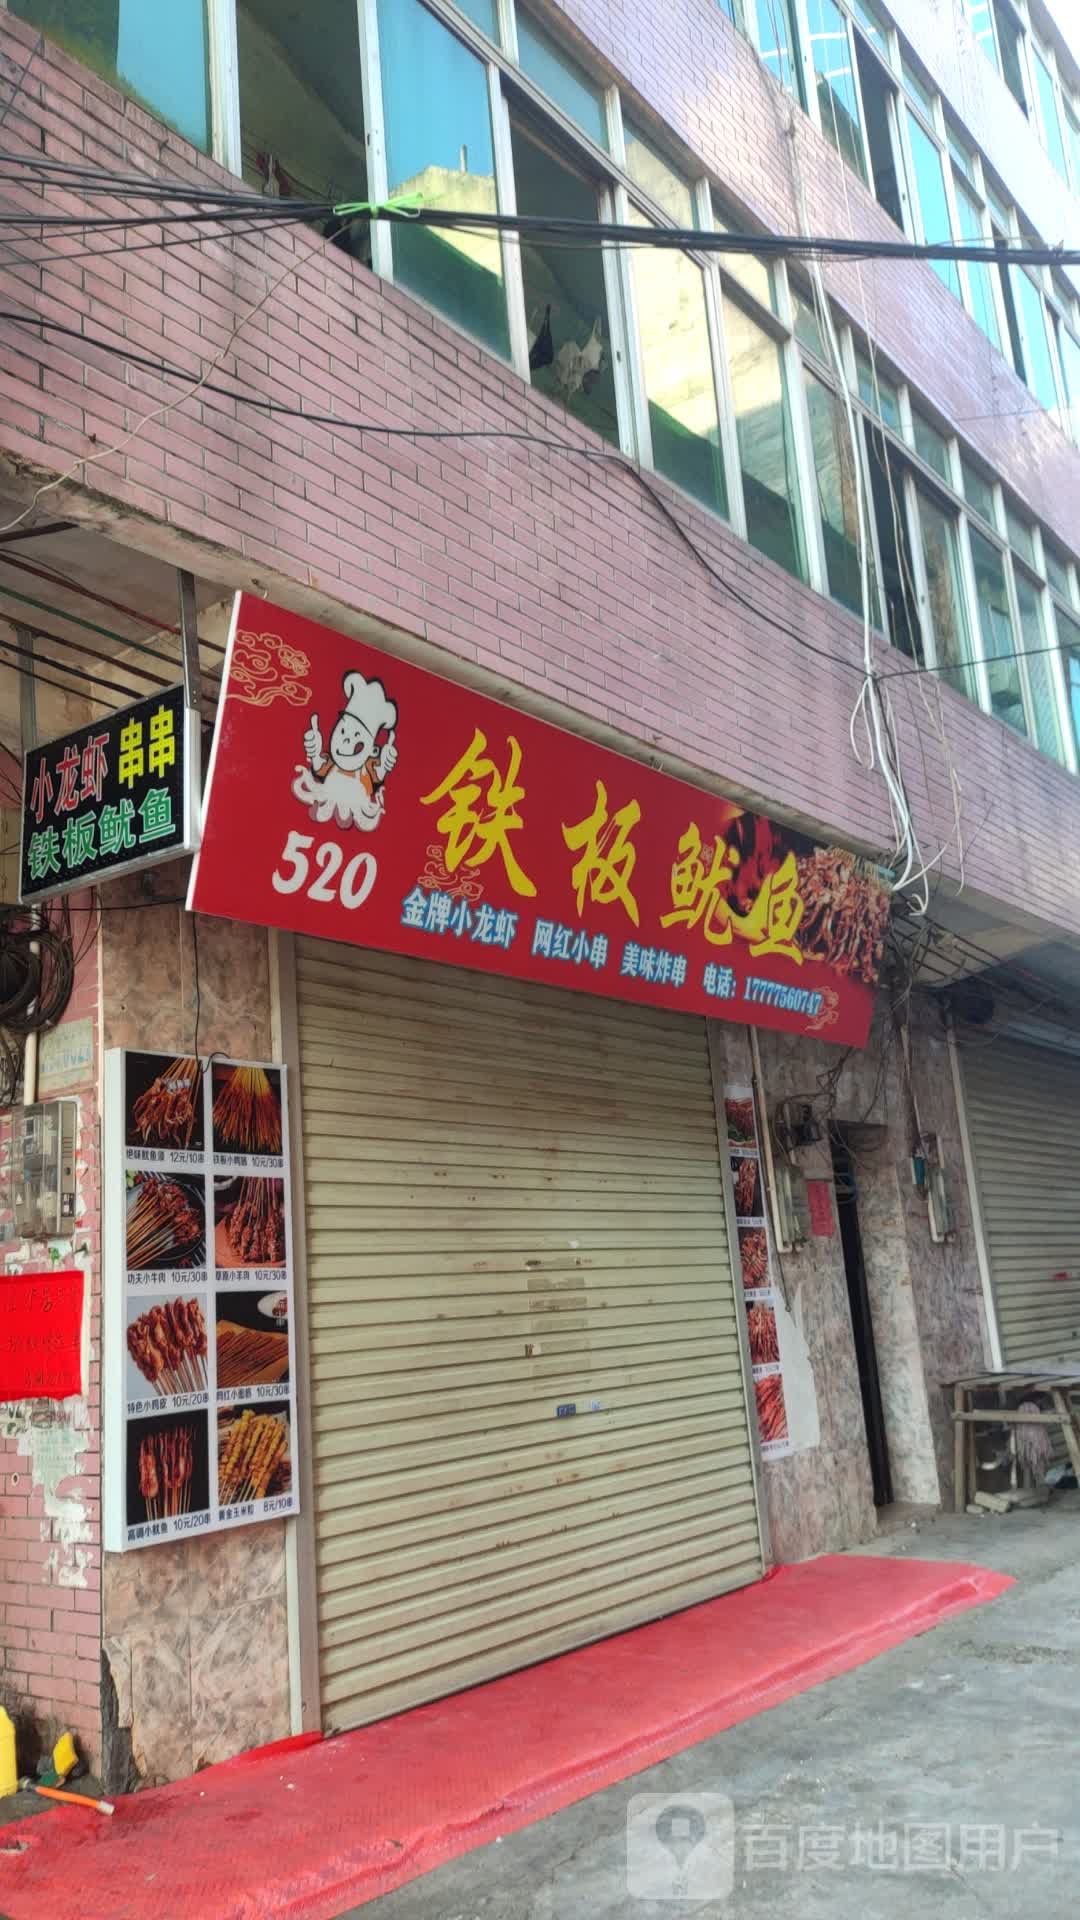 小龙虾 串串
铁板鱿鱼
520
铁板鱿鱼
金牌小龙虾 网红小串 美味炸串 电话：17777560747
绝味鱿鱼须 12元/10串
铁板小鸡肠 10元/30串
功夫小牛肉 10元/30串
草原小羊肉 10元/30串
特色小鸡皮 10元/20串
网红小面筋 10元/30串
高调小鱿鱼 10元/20串
黄金玉米粒 8元/10串
百度地图用户